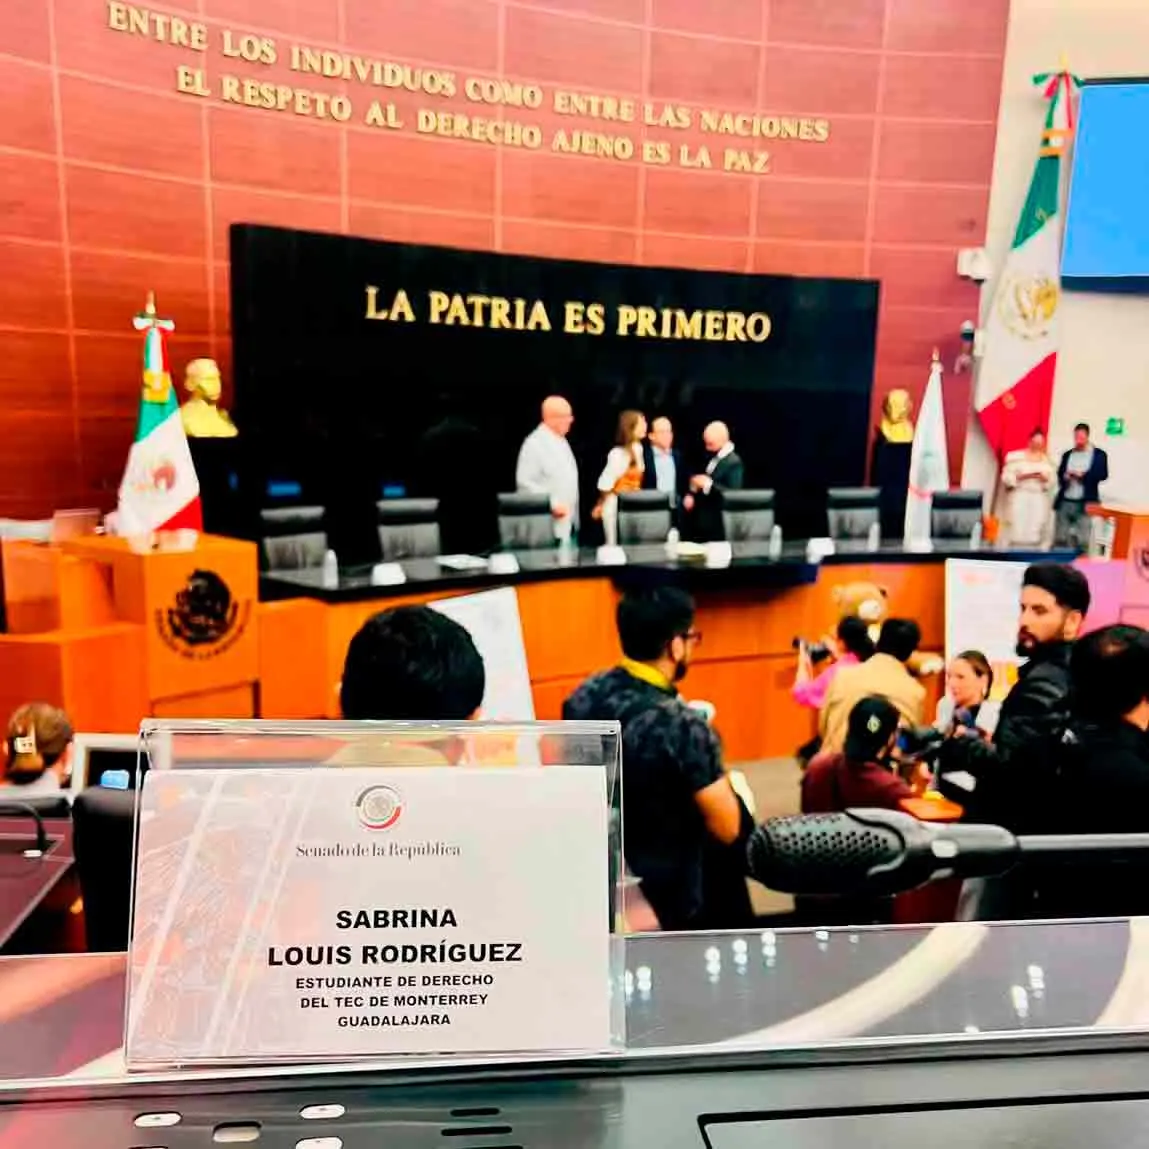 ENTRE LOS INDIVIDUOS COMO ENTRE LAS NACIONES
EL RESPETO AL DERECHO AJENO ES LA PAZ
LA PATRIA ES PRIMERO
Senado de la República
SABRINA
LOUIS RODRÍGUEZ
ESTUDIANTE DE DERECHO
DEL TEC DE MONTERREY
GUADALAJARA